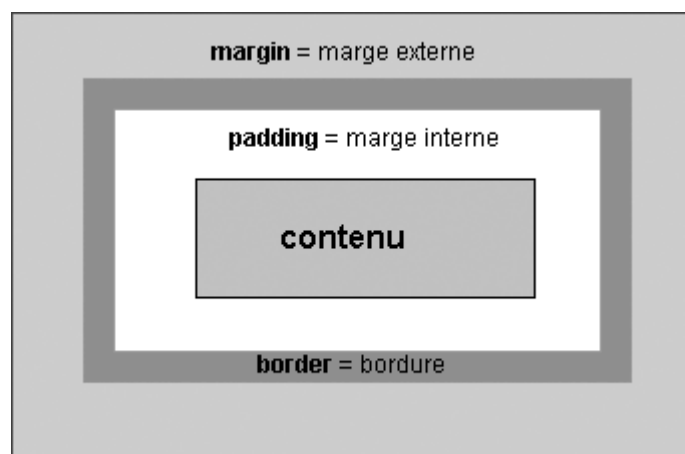 margin = marge externe
padding = marge interne
contenu
border = bordure